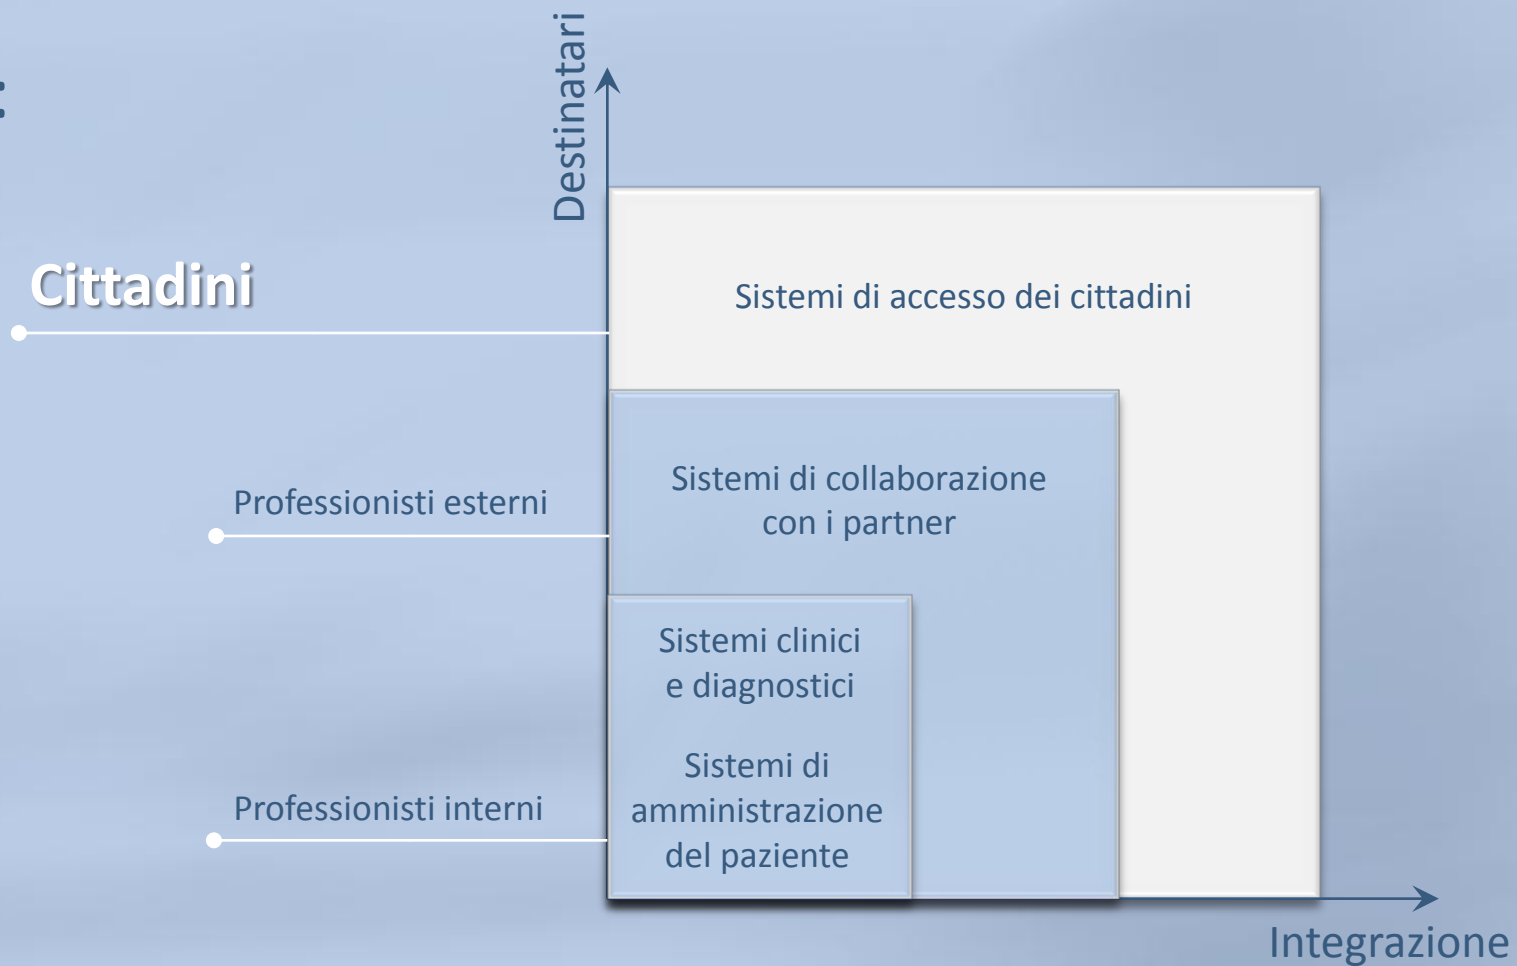 :
Destinatari
Cittadini
Sistemi di accesso dei cittadini
Professionisti esterni
Sistemi di collaborazione
con i partner
Sistemi clinici
e diagnostici
Professionisti interni
Sistemi di
amministrazione
del paziente
Integrazione